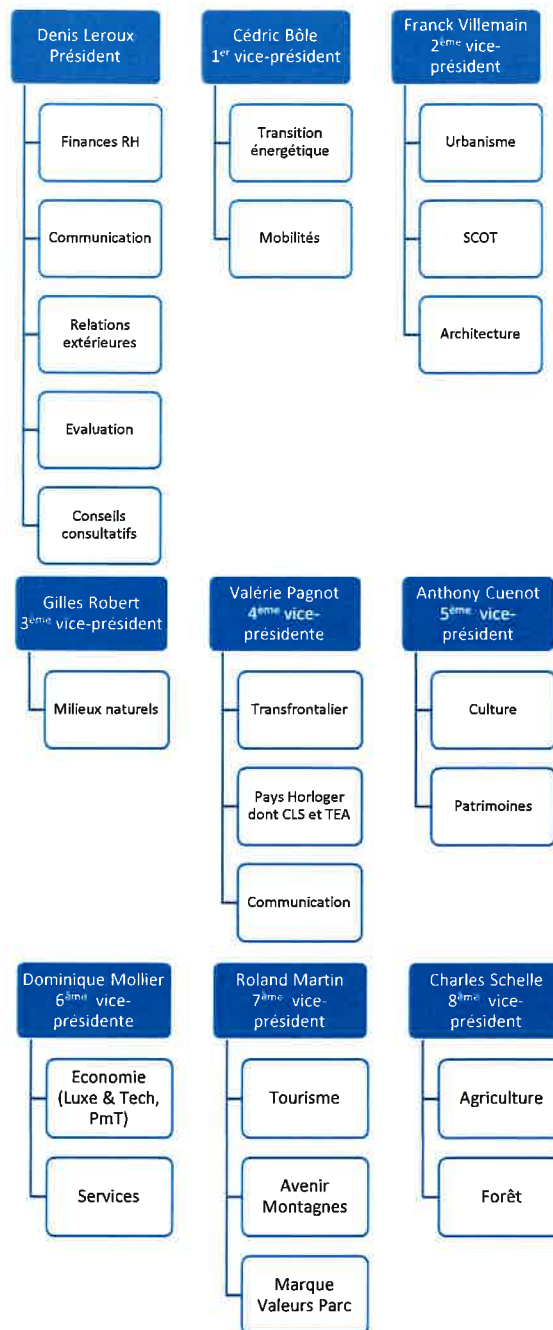 Denis Leroux
Président
Finances RH
Communication
Relations
extérieures
Evaluation
Conseils
consultatifs
Cédric Bôle
1er vice-président
Transition
énergétique
Mobilités
Franck Villemain
2ème vice-
président
Urbanisme
SCOT
Architecture
Gilles Robert
3ème vice-président
Milieux naturels
Valérie Pagnot
4ème vice-
présidente
Transfrontalier
Pays Horloger
dont CLS et TEA
Communication
Anthony Cuenot
5ème vice-
président
Culture
Patrimoines
Dominique Mollier
6ème vice-
présidente
Economie
(Luxe & Tech,
PmT)
Services
Roland Martin
7ème vice-
président
Tourisme
Avenir
Montagnes
Marque
Valeurs Parc
Charles Schelle
8ème vice-
président
Agriculture
Forêt